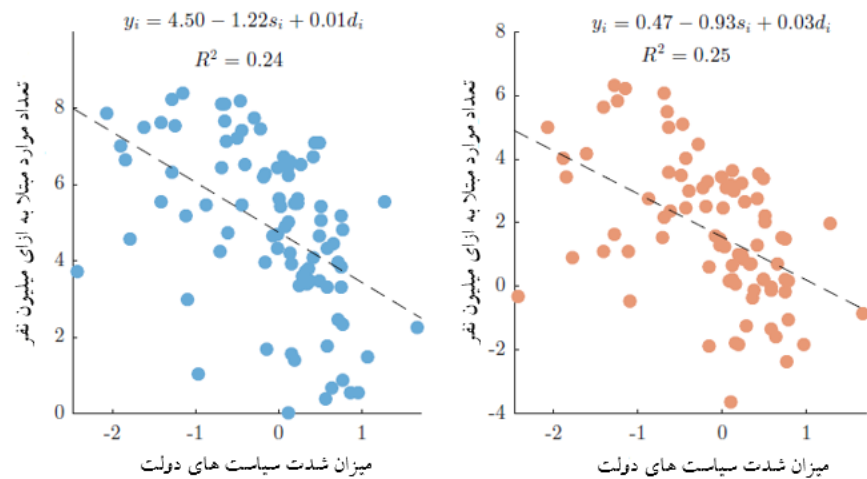 y_i = 4.50 − 1.22s_i + 0.01d_i
R^2 = 0.24
تعداد موارد مبتلا به ازای میلیون نفر
8
6
4
2
0
-2
-1
0
1
میزان شدت سیاست های دولت
y_i = 0.47 − 0.93s_i + 0.03d_i
R^2 = 0.25
تعداد موارد مبتلا به ازای میلیون نفر
8
6
4
2
0
-2
-4
-2
-1
0
1
میزان شدت سیاست های دولت